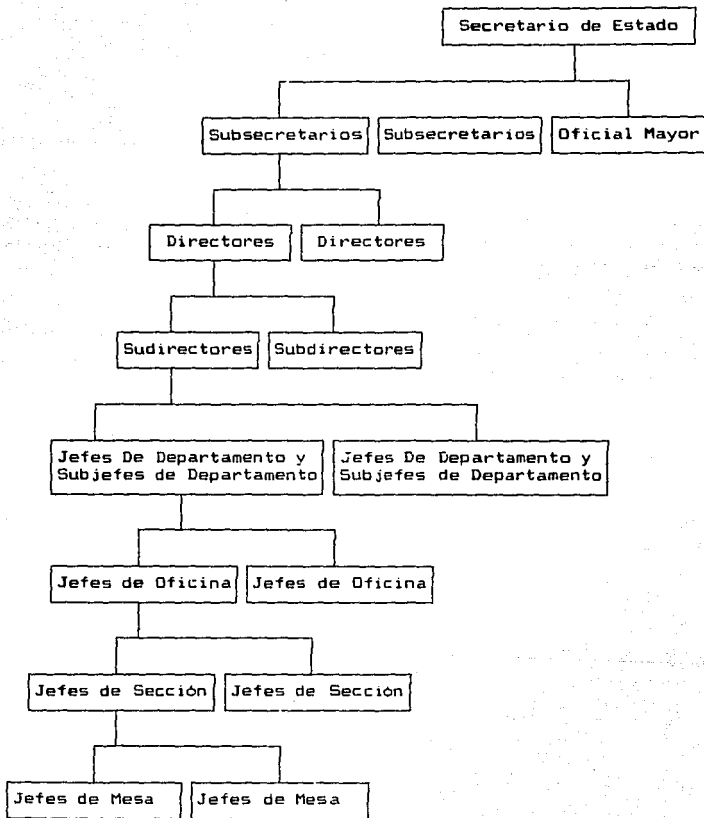 Secretario de Estado
Subsecretarios Subsecretarios Oficial Mayor
Directores Directores
Sudirectores Subdirectores
Jefes De Departamento y
Subjefes de Departamento
Jefes De Departamento y
Subjefes de Departamento
Jefes de Oficina Jefes de Oficina
Jefes de Sección Jefes de Sección
Jefes de Mesa Jefes de Mesa